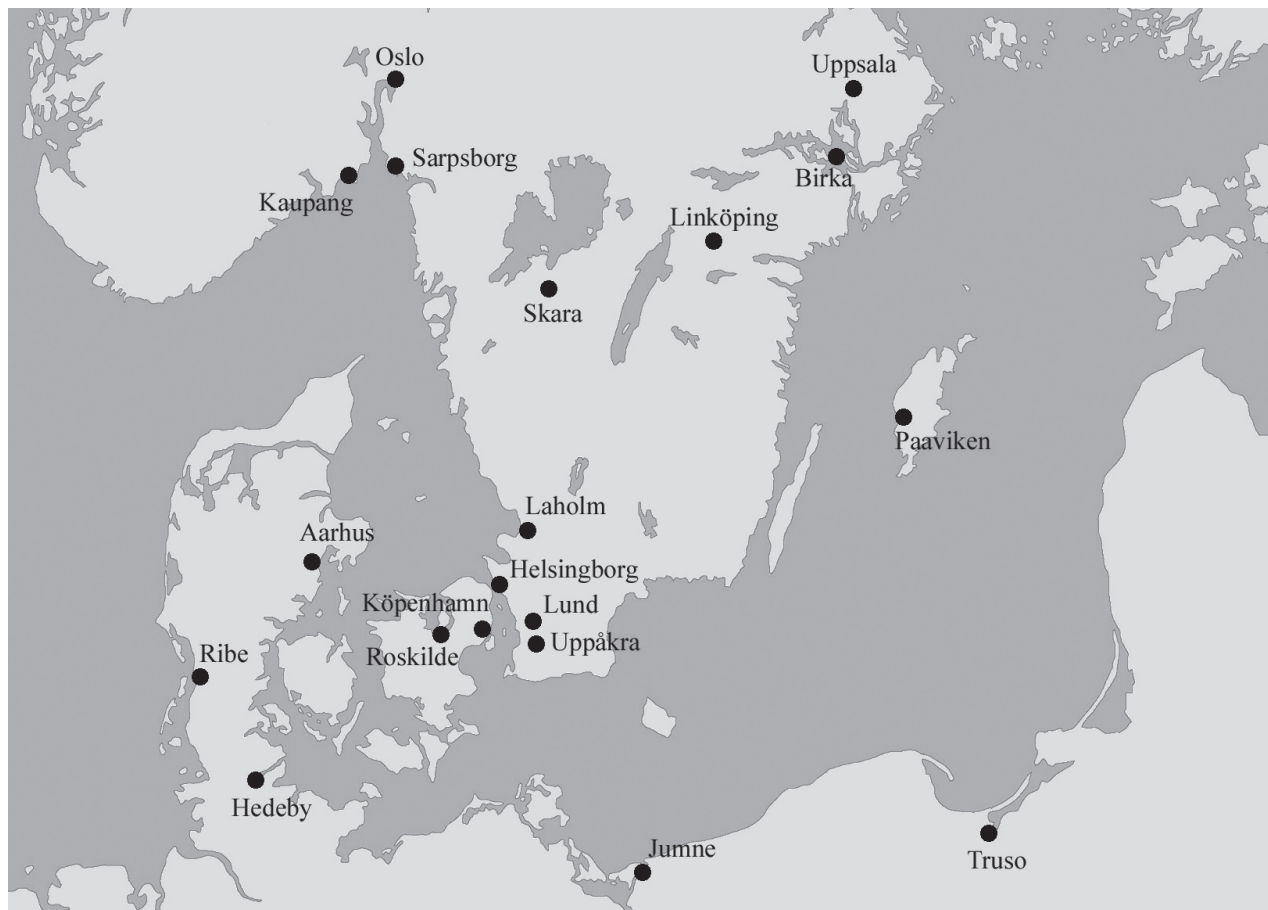 Oslo
Uppsala
Sarpsborg
Birka
Kaupang
Linköping
Skara
Paaviken
Laholm
Aarhus
Helsingborg
Köpenhamn
Lund
Roskilde
Uppåkra
Ribe
Hedeby
Jumne
Truso